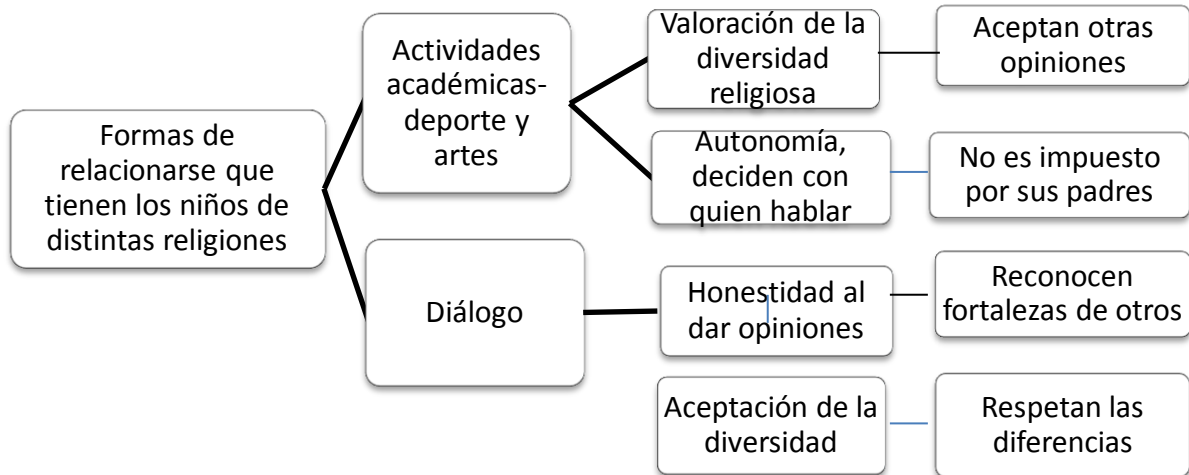 Formas de
relacionarse que
tienen los niños de
distintas religiones
Actividades
académicas-
deporte y
artes
Valoración de la
diversidad
religiosa
Aceptan otras
opiniones
Autonomía,
deciden con
quien hablar
No es impuesto
por sus padres
Diálogo
Honestidad al
dar opiniones
Reconocen
fortalezas de otros
Aceptación de la
diversidad
Respetan las
diferencias